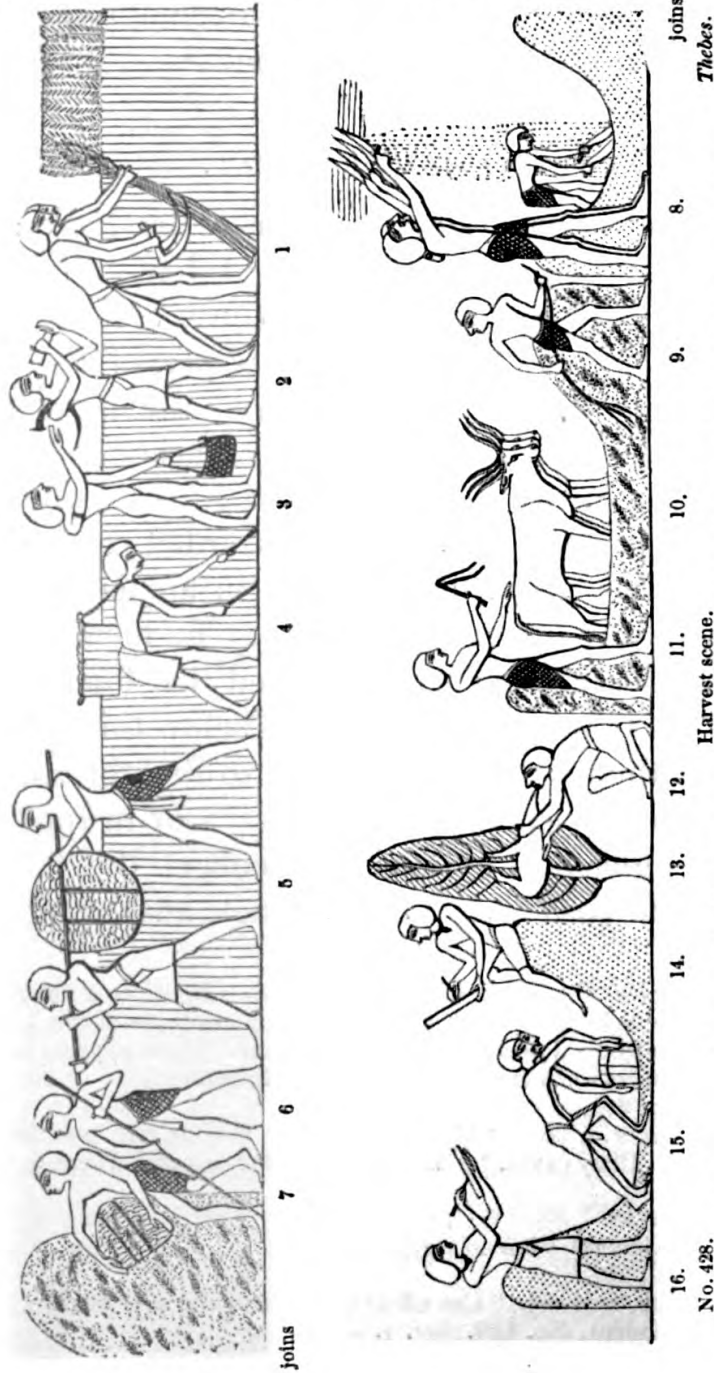 joins 7 6 5 4 3 2 1
16. 15. 14. 13. 12. 11. 10. 9. 8. joins
No. 428. Harvest scene. Thebes.